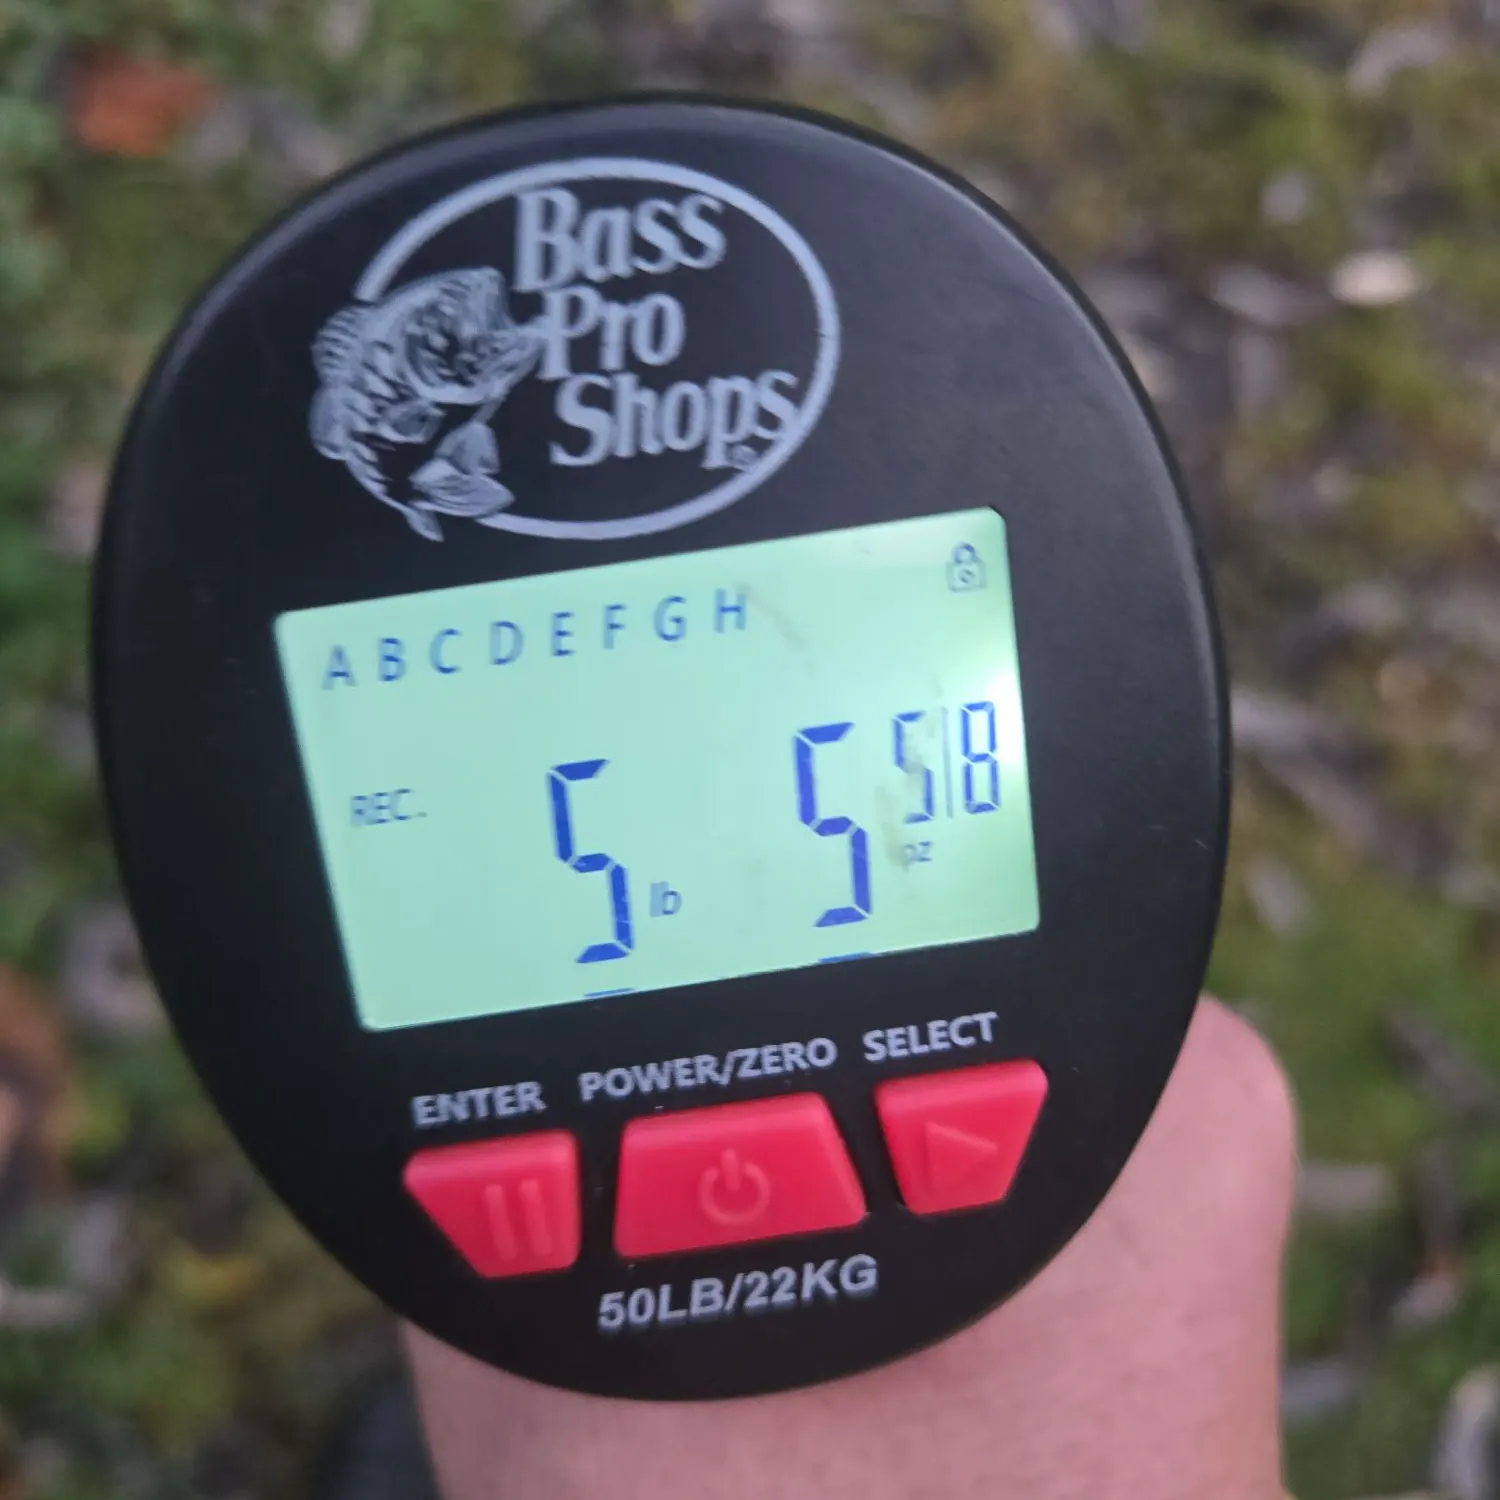 Bass
Pro
Shops®
A B C D E F G H
REC. 5 lb 5 5/8 oz
ENTER POWER/ZERO SELECT
50LB/22KG